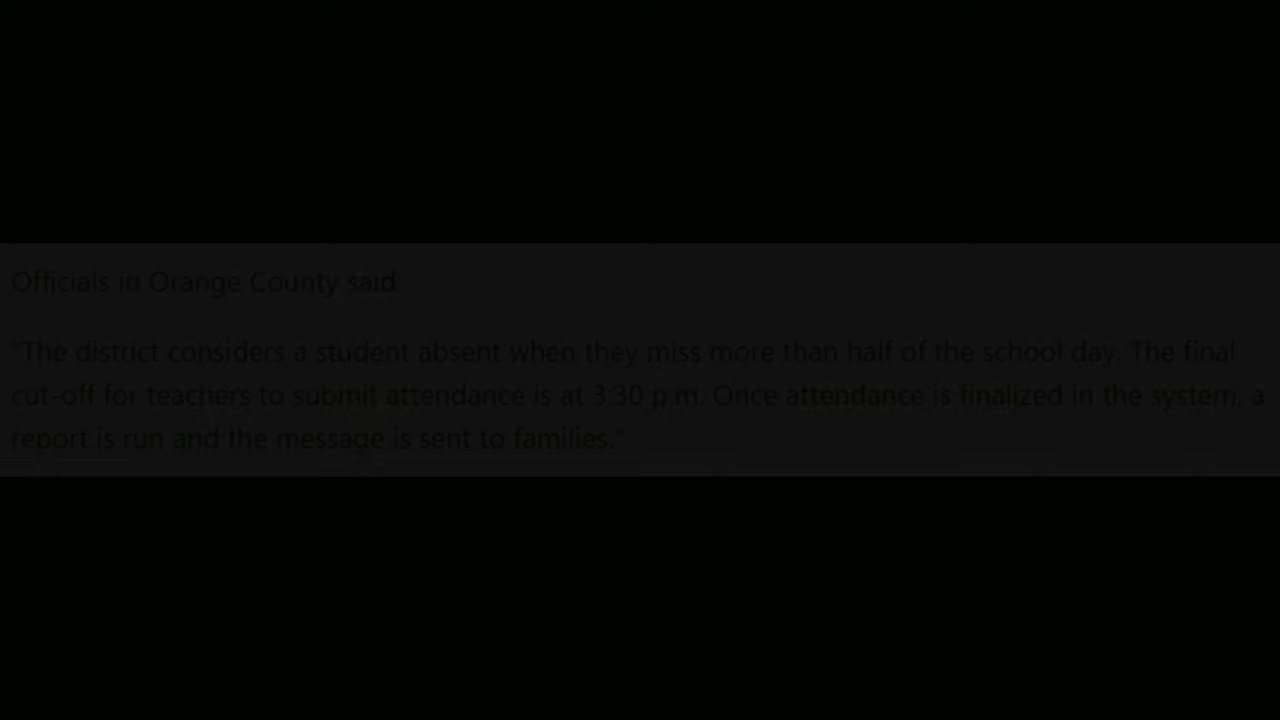 Officials in Orange County said
"The district considers a student absent when they miss more than half of the school day. The final
cut-off for teachers to submit attendance is at 3:30 p.m. Once attendance is finalized in the system, a
report is run and the message is sent to families."